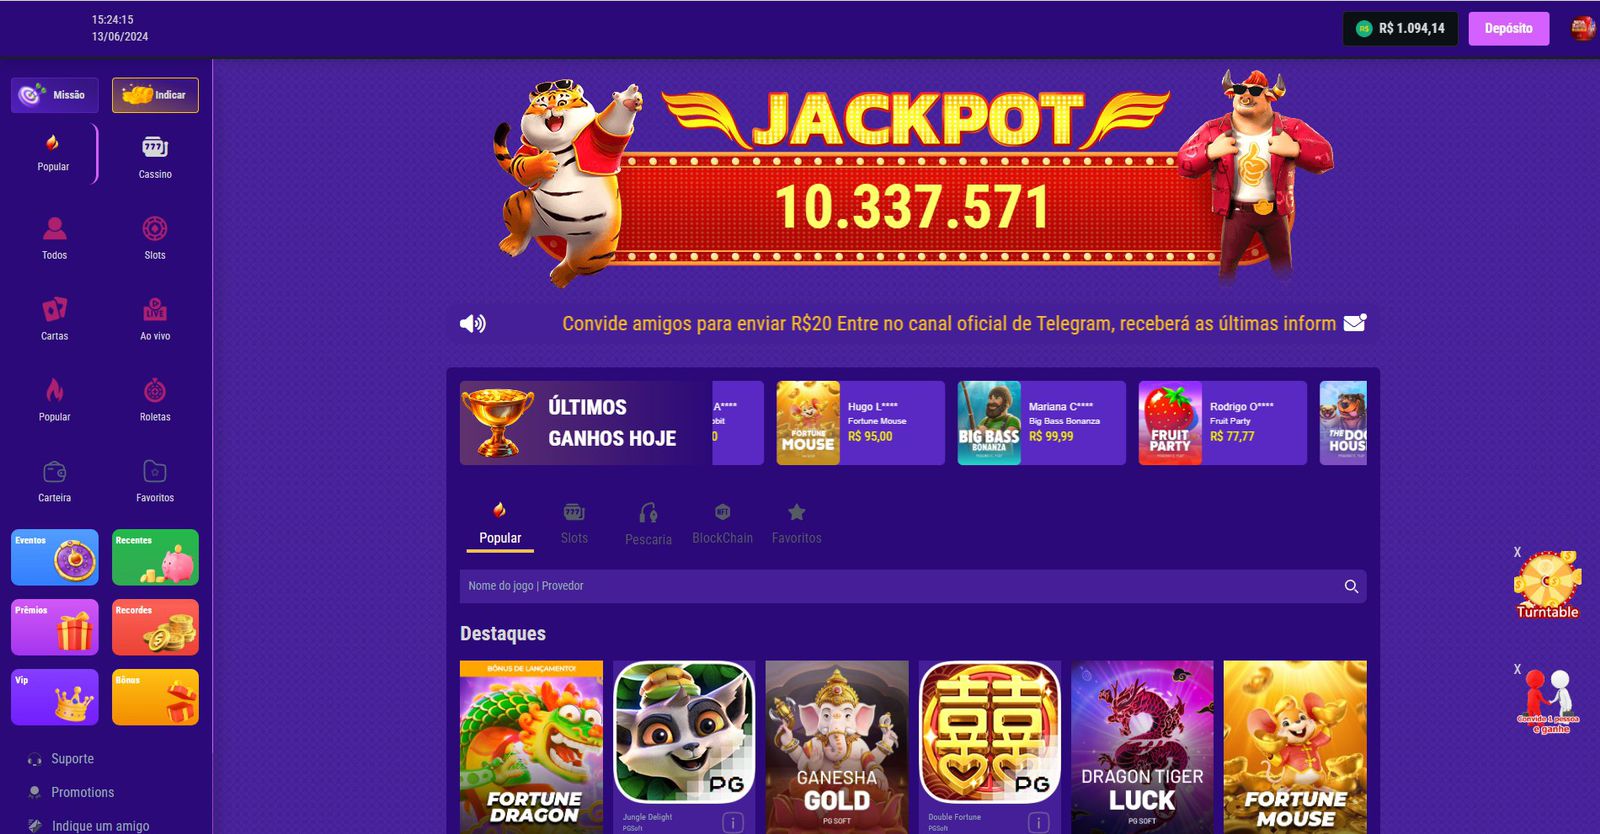 15:24:15
13/06/2024
R$ R$ 1.094,14
Depósito
Missão
Indicar
Popular
Cassino
Todos
Slots
Cartas
LIVE
Ao vivo
Popular
Roletas
Carteira
Favoritos
Eventos
Recentes
Prêmios
Recordes
Vip
Bônus
Suporte
Promotions
Indique um amigo
JACKPOT
10.337.571
Convide amigos para enviar R$20 Entre no canal oficial de Telegram, receberá as últimas inform
ÚLTIMOS
GANHOS HOJE
A****
obit
0
FORTUNE
MOUSE
Hugo L****
Fortune Mouse
R$ 95,00
BIG BASS
BONANZA
Mariana C****
Big Bass Bonanza
R$ 99,99
FRUIT
PARTY
Rodrigo O****
Fruit Party
R$ 77,77
THE DOG
HOUS
Popular
Slots
Pescaria
NFT
BlockChain
Favoritos
Nome do jogo | Provedor
Destaques
BÔNUS DE LANÇAMENTO!
FORTUNE
DRAGON
PG
Jungle Delight
PGSoft
GANESHA
GOLD
PG SOFT
囍
PG
Double Fortune
PGSoft
DRAGON TIGER
LUCK
PG SOFT
FORTUNE
MOUSE
X
Turntable
X
Convide 1 pessoa
e ganhe